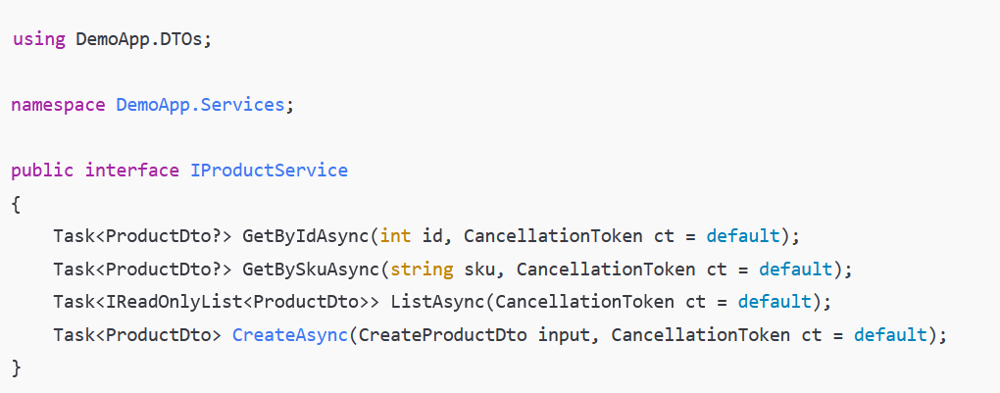 using DemoApp.DTOs;
namespace DemoApp.Services;
public interface IProductService
{
    Task<ProductDto?> GetByIdAsync(int id, CancellationToken ct = default);
    Task<ProductDto?> GetBySkuAsync(string sku, CancellationToken ct = default);
    Task<IReadOnlyList<ProductDto>> ListAsync(CancellationToken ct = default);
    Task<ProductDto> CreateAsync(CreateProductDto input, CancellationToken ct = default);
}